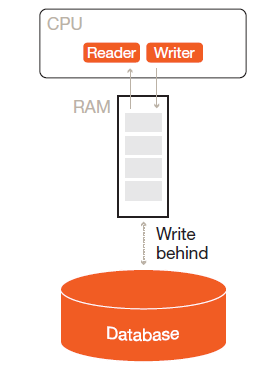 CPU
Reader
Writer
RAM
Write
behind
Database